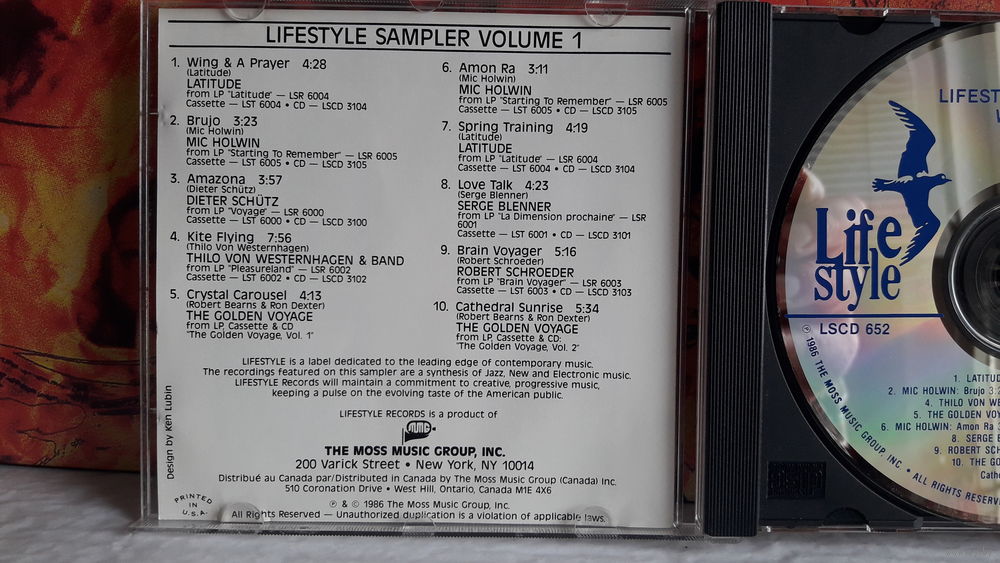 LIFESTYLE SAMPLER VOLUME 1
1. Wing & A Prayer 4:28
(Latitude)
LATITUDE
from LP "Latitude" — LSR 6004
Cassette — LST 6004 • CD — LSCD 3104
2. Brujo 3:23
(Mic Holwin)
MIC HOLWIN
from LP "Starting To Remember" — LSR 6005
Cassette — LST 6005 • CD — LSCD 3105
3. Amazona 3:57
(Dieter Schütz)
DIETER SCHÜTZ
from LP "Voyage" — LSR 6000
Cassette — LST 6000 • CD — LSCD 3100
4. Kite Flying 7:56
(Thilo Von Westernhagen)
THILO VON WESTERNHAGEN & BAND
from LP "Pleasureland" — LSR 6002
Cassette — LST 6002 • CD — LSCD 3102
5. Crystal Carousel 4:13
(Robert Bearns & Ron Dexter)
THE GOLDEN VOYAGE
from LP, Cassette & CD
"The Golden Voyage, Vol. 1"
6. Amon Ra 3:11
(Mic Holwin)
MIC HOLWIN
from LP "Starting To Remember" — LSR 6005
Cassette — LST 6005 • CD — LSCD 3105
7. Spring Training 4:19
(Latitude)
LATITUDE
from LP "Latitude" — LSR 6004
Cassette — LST 6004 • CD — LSCD 3104
8. Love Talk 4:23
(Serge Blenner)
SERGE BLENNER
from LP "La Dimension prochaine" — LSR
6001
Cassette — LST 6001 • CD — LSCD 3101
9. Brain Voyager 5:16
(Robert Schroeder)
ROBERT SCHROEDER
from LP "Brain Voyager" — LSR 6003
Cassette — LST 6003 • CD — LSCD 3103
10. Cathedral Sunrise 5:34
(Robert Bearns & Ron Dexter)
THE GOLDEN VOYAGE
from LP, Cassette & CD:
"The Golden Voyage, Vol. 2"
LIFESTYLE is a label dedicated to the leading edge of contemporary music.
The recordings featured on this sampler are a synthesis of Jazz, New and Electronic music.
LIFESTYLE Records will maintain a commitment to creative, progressive music,
keeping a pulse on the evolving taste of the American public.
LIFESTYLE RECORDS is a product of
MMG
THE MOSS MUSIC GROUP, INC.
200 Varick Street • New York, NY 10014
Distribué au Canada par/Distributed in Canada by The Moss Music Group (Canada) Inc.
510 Coronation Drive • West Hill, Ontario, Canada M1E 4X6
℗ & © 1986 The Moss Music Group, Inc.
All Rights Reserved — Unauthorized duplication is a violation of applicable laws.
Design by Ken Lubin
PRINTED
IN
U.S.A.
LIFEST
Life
style
LSCD 652
℗ 1986 THE MOSS MUSIC GROUP INC. • ALL RIGHTS RESERV
1. LATITUD
2. MIC HOLWIN: Brujo 3:2
4. THILO VON WE
5. THE GOLDEN VOY
6. MIC HOLWIN: Amon Ra 3
8. SERGE B
9. ROBERT SCH
10. THE GO
Cathe